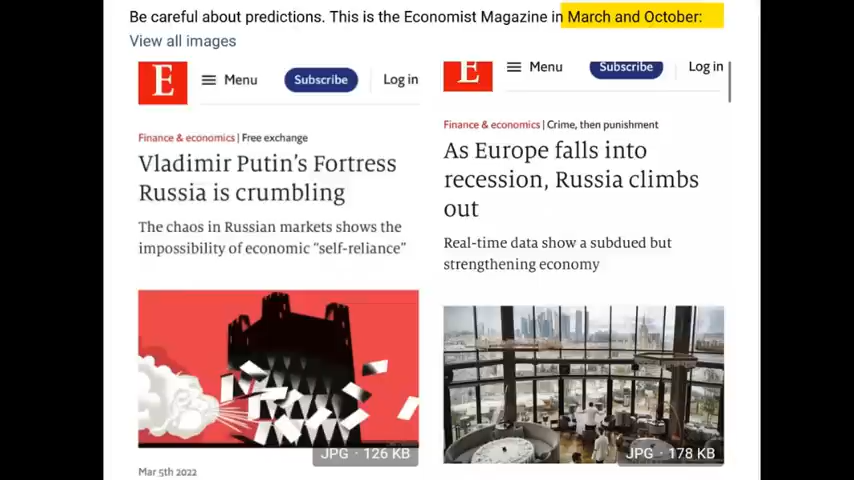 Be careful about predictions. This is the Economist Magazine in March and October:
View all images
E
Menu
Subscribe
Log in
Finance & economics | Free exchange
Vladimir Putin's Fortress
Russia is crumbling
The chaos in Russian markets shows the
impossibility of economic “self-reliance”
JPG · 126 KB
Mar 5th 2022
E
Menu
Subscribe
Log in
Finance & economics | Crime, then punishment
As Europe falls into
recession, Russia climbs
out
Real-time data show a subdued but
strengthening economy
JPG · 178 KB